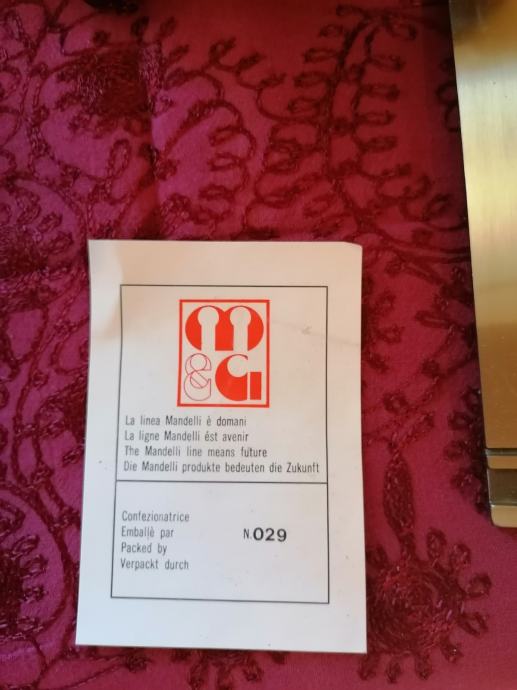 m
&G
La linea Mandelli è domani
La ligne Mandelli ést avenir
The Mandelli line means future
Die Mandelli produkte bedeuten die Zukunft
Confezionatrice
Emballè par
Packed by
Verpackt durch
N.029